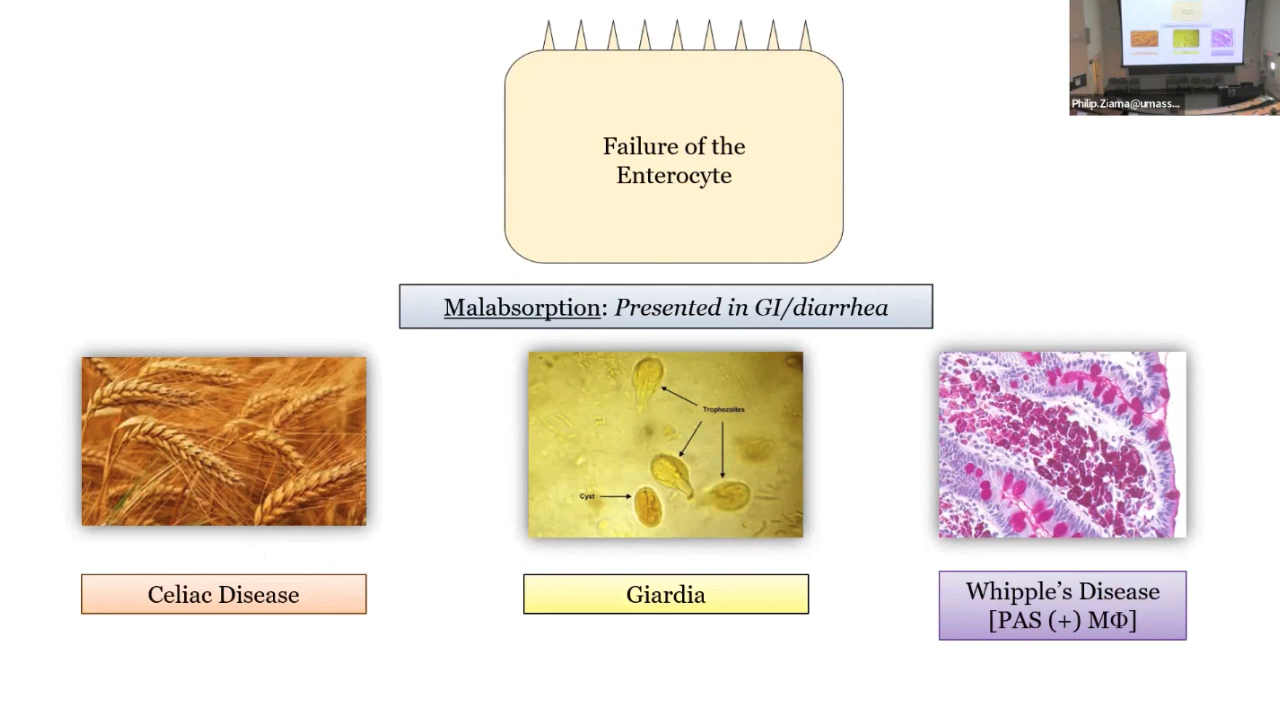 Philip.Ziama@umass...
Failure of the
Enterocyte
Malabsorption: Presented in GI/diarrhea
Trophozoites
Cyst
Celiac Disease
Giardia
Whipple's Disease
[PAS (+) MΦ]